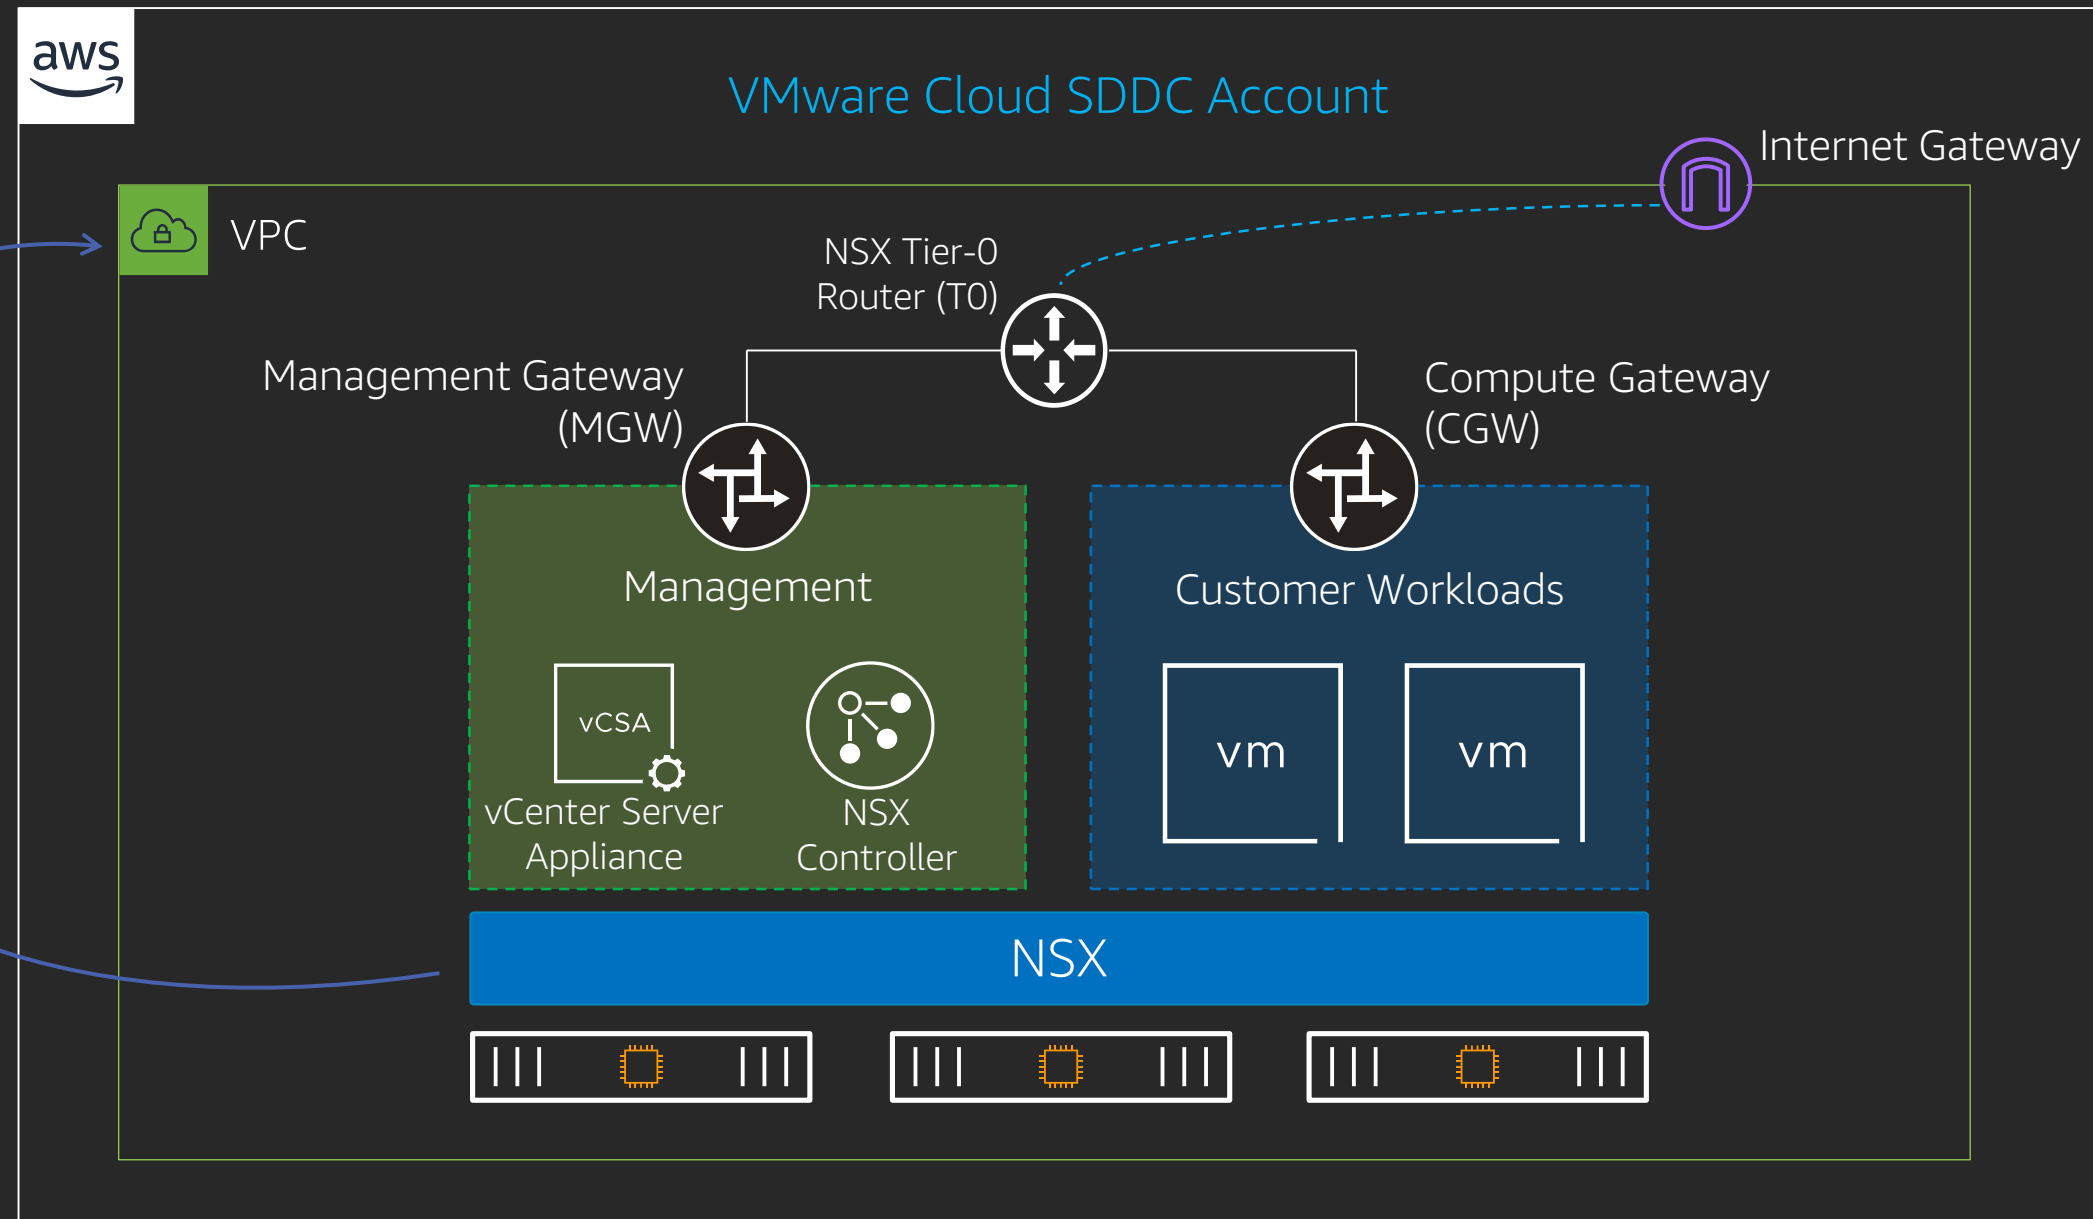 aws
VMware Cloud SDDC Account
Internet Gateway
VPC
NSX Tier-0
Router (T0)
Management Gateway
(MGW)
Compute Gateway
(CGW)
Management
Customer Workloads
vCSA
vm
vm
vCenter Server
Appliance
NSX
Controller
NSX